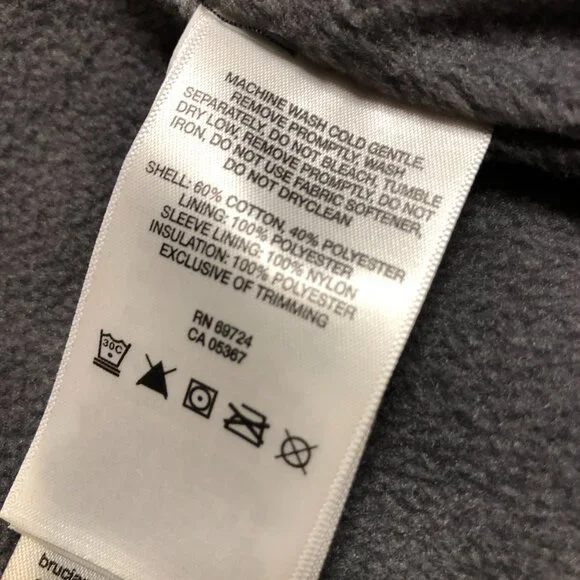 MACHINE WASH COLD GENTLE,
REMOVE PROMPTLY, WASH
SEPARATELY, DO NOT BLEACH, TUMBLE
DRY LOW, REMOVE PROMPTLY, DO NOT
IRON, DO NOT USE FABRIC SOFTENER,
DO NOT DRYCLEAN
SHELL: 60% COTTON, 40% POLYESTER
LINING: 100% POLYESTER
SLEEVE LINING: 100% NYLON
INSULATION: 100% POLYESTER
EXCLUSIVE OF TRIMMING
RN 69724
CA 05367
30C